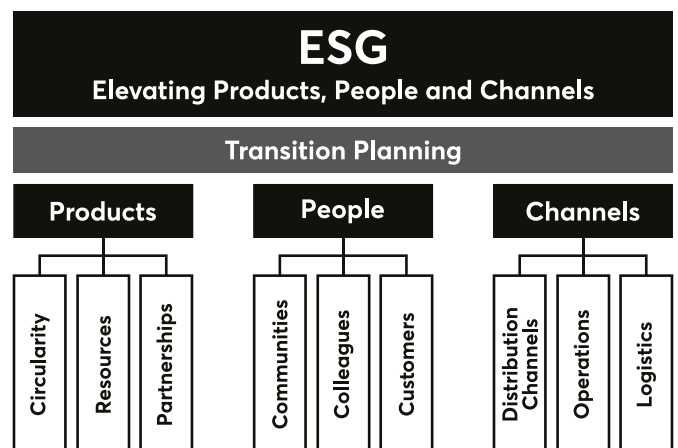 ESG
Elevating Products, People and Channels
Transition Planning
Products
People
Channels
Circularity
Resources
Partnerships
Communities
Colleagues
Customers
Distribution
Channels
Operations
Logistics